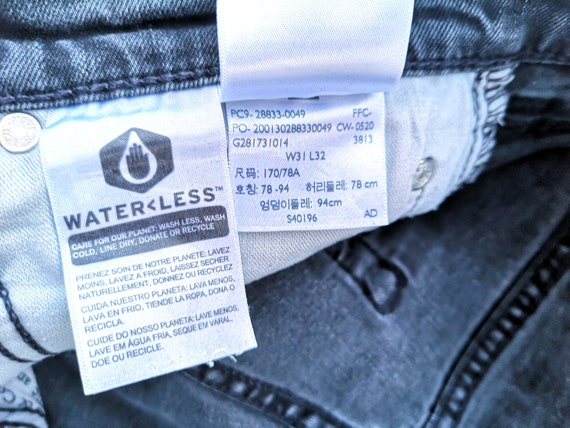 WATER<LESS™
CARE FOR OUR PLANET: WASH LESS, WASH
COLD, LINE DRY, DONATE OR RECYCLE
PRENEZ SOIN DE NOTRE PLANETE: LAVEZ
MOINS, LAVEZ A FROID, LAISSEZ SÉCHER
NATURELLEMENT, DONNEZ OU RECYCLEZ
CUIDA NUESTRO PLANETA: LAVA MENOS,
LAVA EN FRIO, TIENDE LA ROPA, DONA O
RECICLA.
CUIDE DO NOSSO PLANETA: LAVE MENOS,
LAVE EM ÁGUA FRIA, SEQUE EM VARAL,
DOE OU RECICLE.
PC9-28833-0049 FFC-
PO-200130288330049 CW-0520
G281731014 3813
W31 L32
尺码: 170/78A
호칭: 78-94 허리둘레: 78 cm
엉덩이둘레: 94cm
S40196 AD